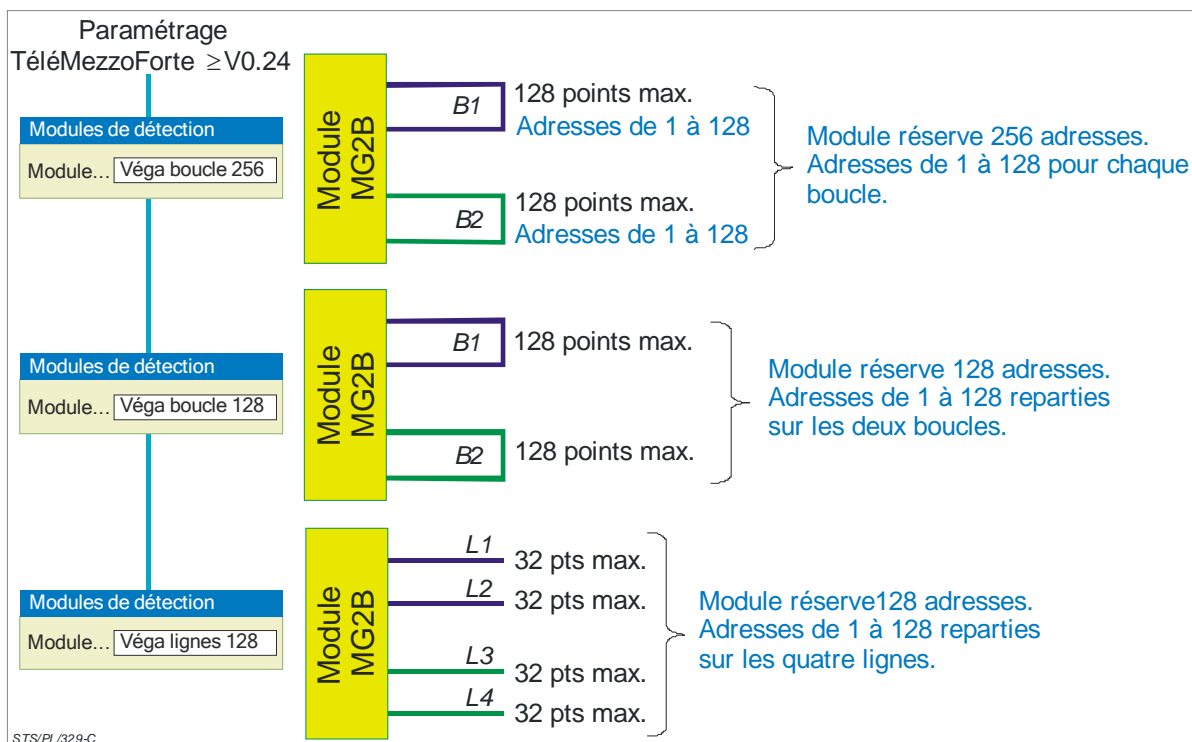 Paramétrage
TéléMezzoForte ≥V0.24
Modules de détection
Module… Véga boucle 256
Module MG2B
B1
128 points max.
Adresses de 1 à 128
B2
128 points max.
Adresses de 1 à 128
Module réserve 256 adresses.
Adresses de 1 à 128 pour chaque
boucle.
Modules de détection
Module… Véga boucle 128
Module MG2B
B1
128 points max.
B2
128 points max.
Module réserve 128 adresses.
Adresses de 1 à 128 reparties
sur les deux boucles.
Modules de détection
Module… Véga lignes 128
Module MG2B
L1
32 pts max.
L2
32 pts max.
L3
32 pts max.
L4
32 pts max.
Module réserve128 adresses.
Adresses de 1 à 128 reparties
sur les quatre lignes.
STS/PL/329-C